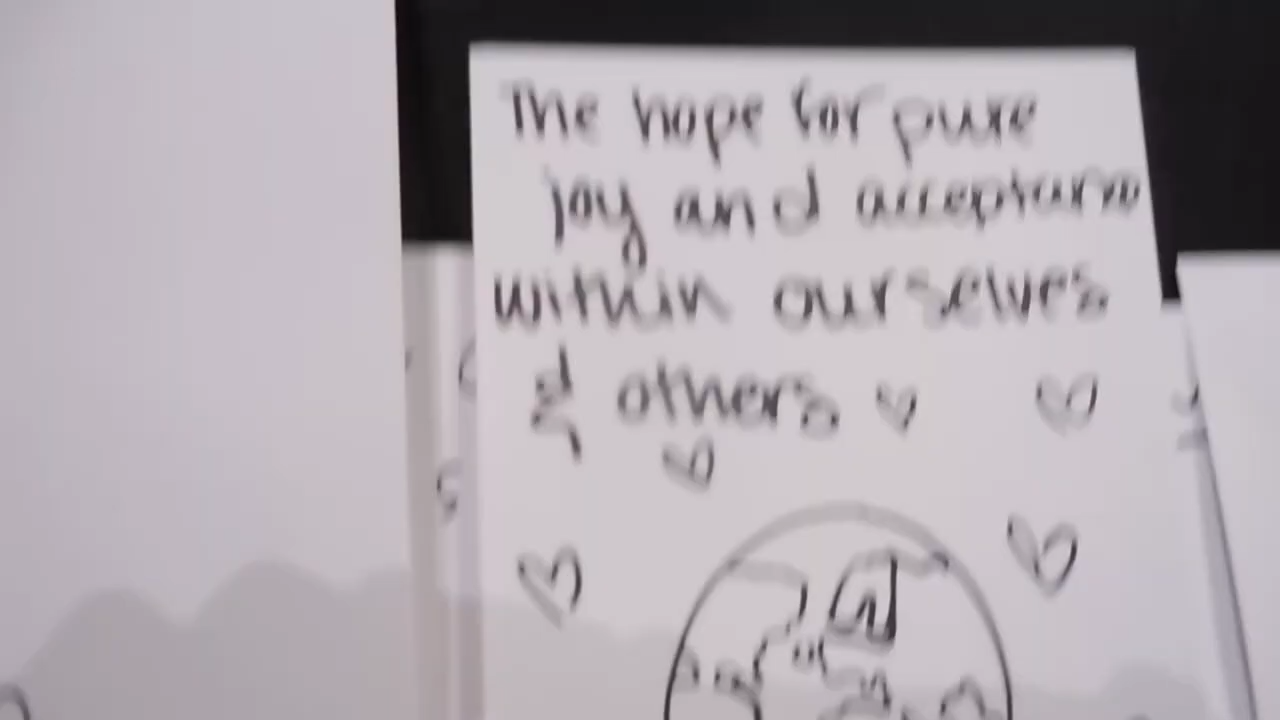 The hope for pure
joy and acceptance
within ourselves
& others